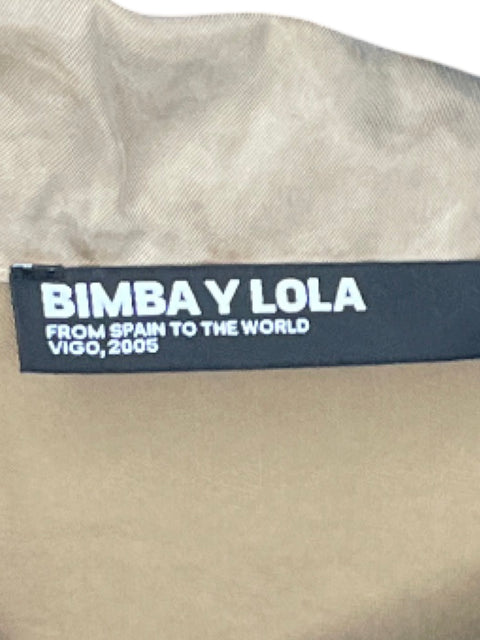 BIMBA Y LOLA
FROM SPAIN TO THE WORLD
VIGO, 2005